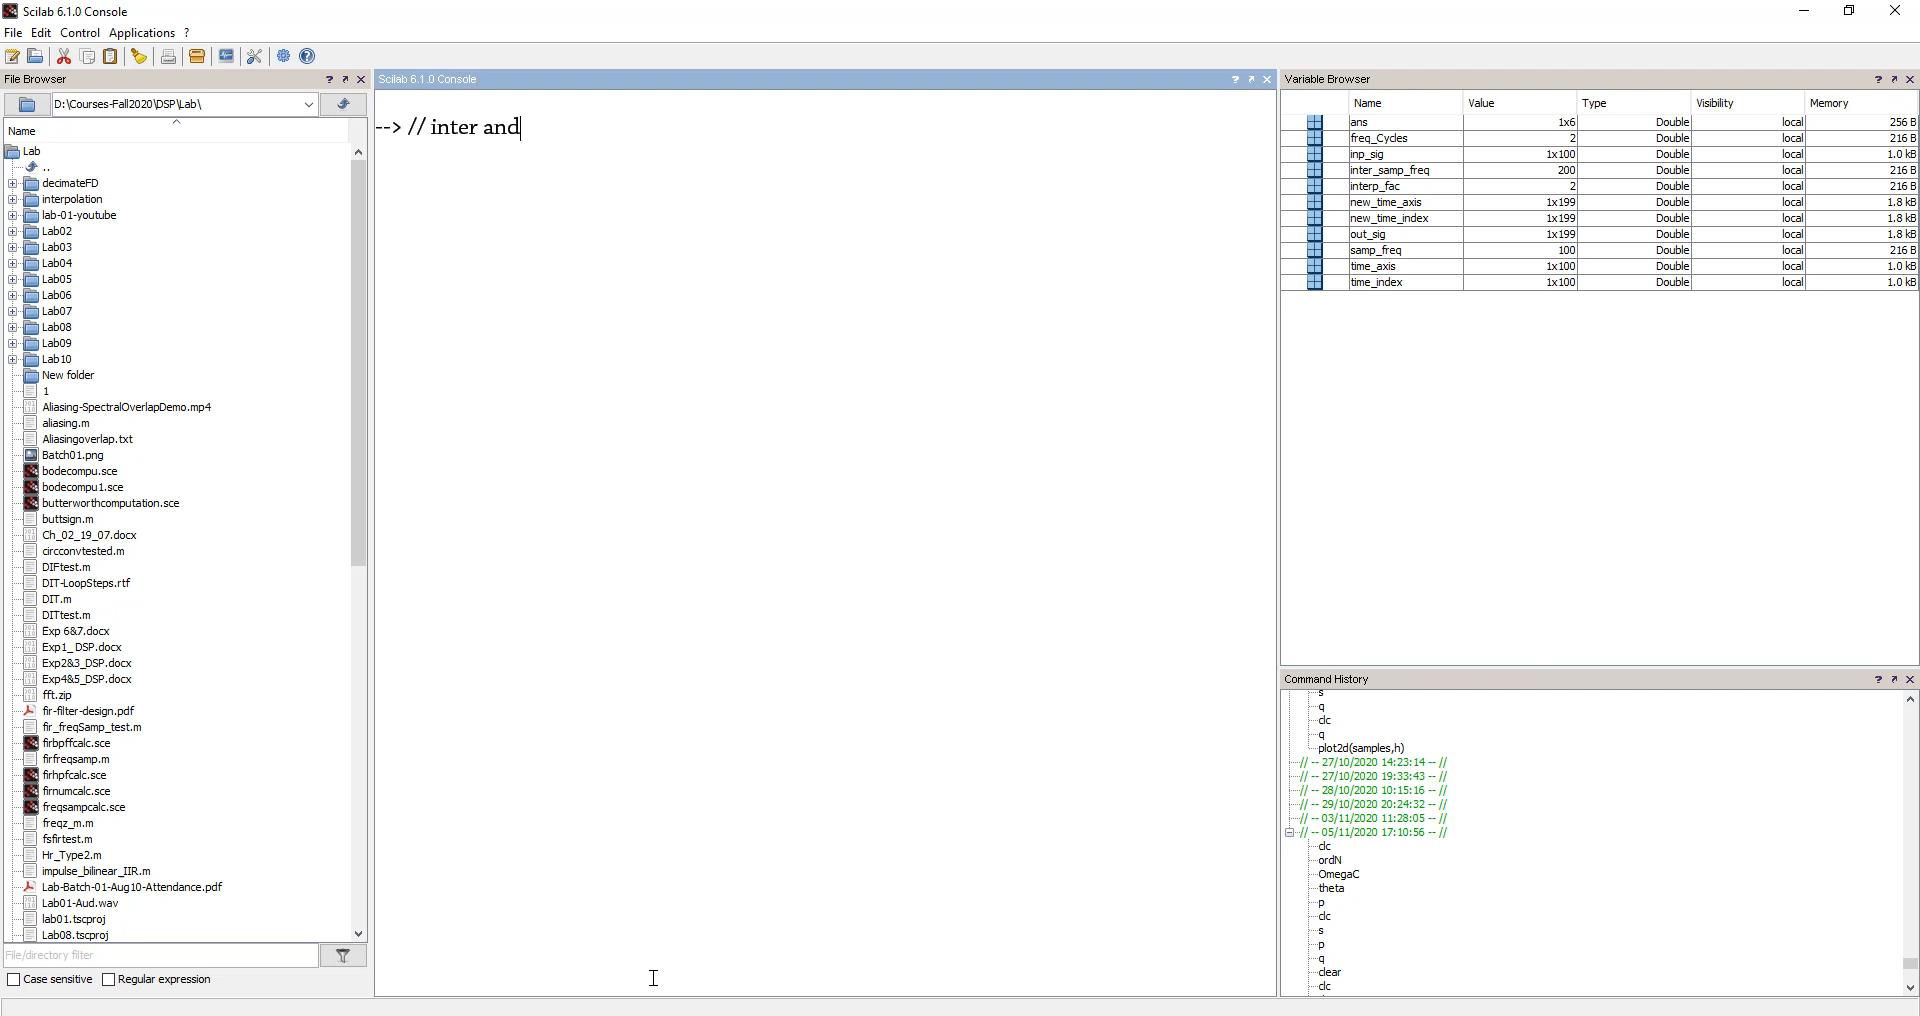 Scilab 6.1.0 Console
File Edit Control Applications ?
File Browser
D:\Courses-Fall2020\DSP\Lab\
Name
Lab
..
decimateFD
interpolation
lab-01-youtube
Lab02
Lab03
Lab04
Lab05
Lab06
Lab07
Lab08
Lab09
Lab10
New folder
1
Aliasing-SpectralOverlapDemo.mp4
aliasing.m
Aliasingoverlap.txt
Batch01.png
bodecompu.sce
bodecompu1.sce
butterworthcomputation.sce
buttsign.m
Ch_02_19_07.docx
circconvtested.m
DIFtest.m
DIT-LoopSteps.rtf
DIT.m
DITtest.m
Exp 6&7.docx
Exp1_ DSP.docx
Exp2&3_DSP.docx
Exp4&5_DSP.docx
fft.zip
fir-filter-design.pdf
fir_freqSamp_test.m
firbpffcalc.sce
firfreqsamp.m
firhpfcalc.sce
firnumcalc.sce
freqsampcalc.sce
freqz_m.m
fsfirtest.m
Hr_Type2.m
impulse_bilinear_IIR.m
Lab-Batch-01-Aug10-Attendance.pdf
Lab01-Aud.wav
lab01.tscproj
Lab08.tscproj
File/directory filter
Case sensitive Regular expression
Scilab 6.1.0 Console
--> // inter and
Variable Browser
Name Value Type Visibility Memory
ans 1x6 Double local 256 B
freq_Cycles 2 Double local 216 B
inp_sig 1x100 Double local 1.0 kB
inter_samp_freq 200 Double local 216 B
interp_fac 2 Double local 216 B
new_time_axis 1x199 Double local 1.8 kB
new_time_index 1x199 Double local 1.8 kB
out_sig 1x199 Double local 1.8 kB
samp_freq 100 Double local 216 B
time_axis 1x100 Double local 1.0 kB
time_index 1x100 Double local 1.0 kB
Command History
s
q
clc
q
plot2d(samples,h)
// -- 27/10/2020 14:23:14 -- //
// -- 27/10/2020 19:33:43 -- //
// -- 28/10/2020 10:15:16 -- //
// -- 29/10/2020 20:24:32 -- //
// -- 03/11/2020 11:28:05 -- //
// -- 05/11/2020 17:10:56 -- //
clc
ordN
OmegaC
theta
p
clc
s
p
q
clear
clc